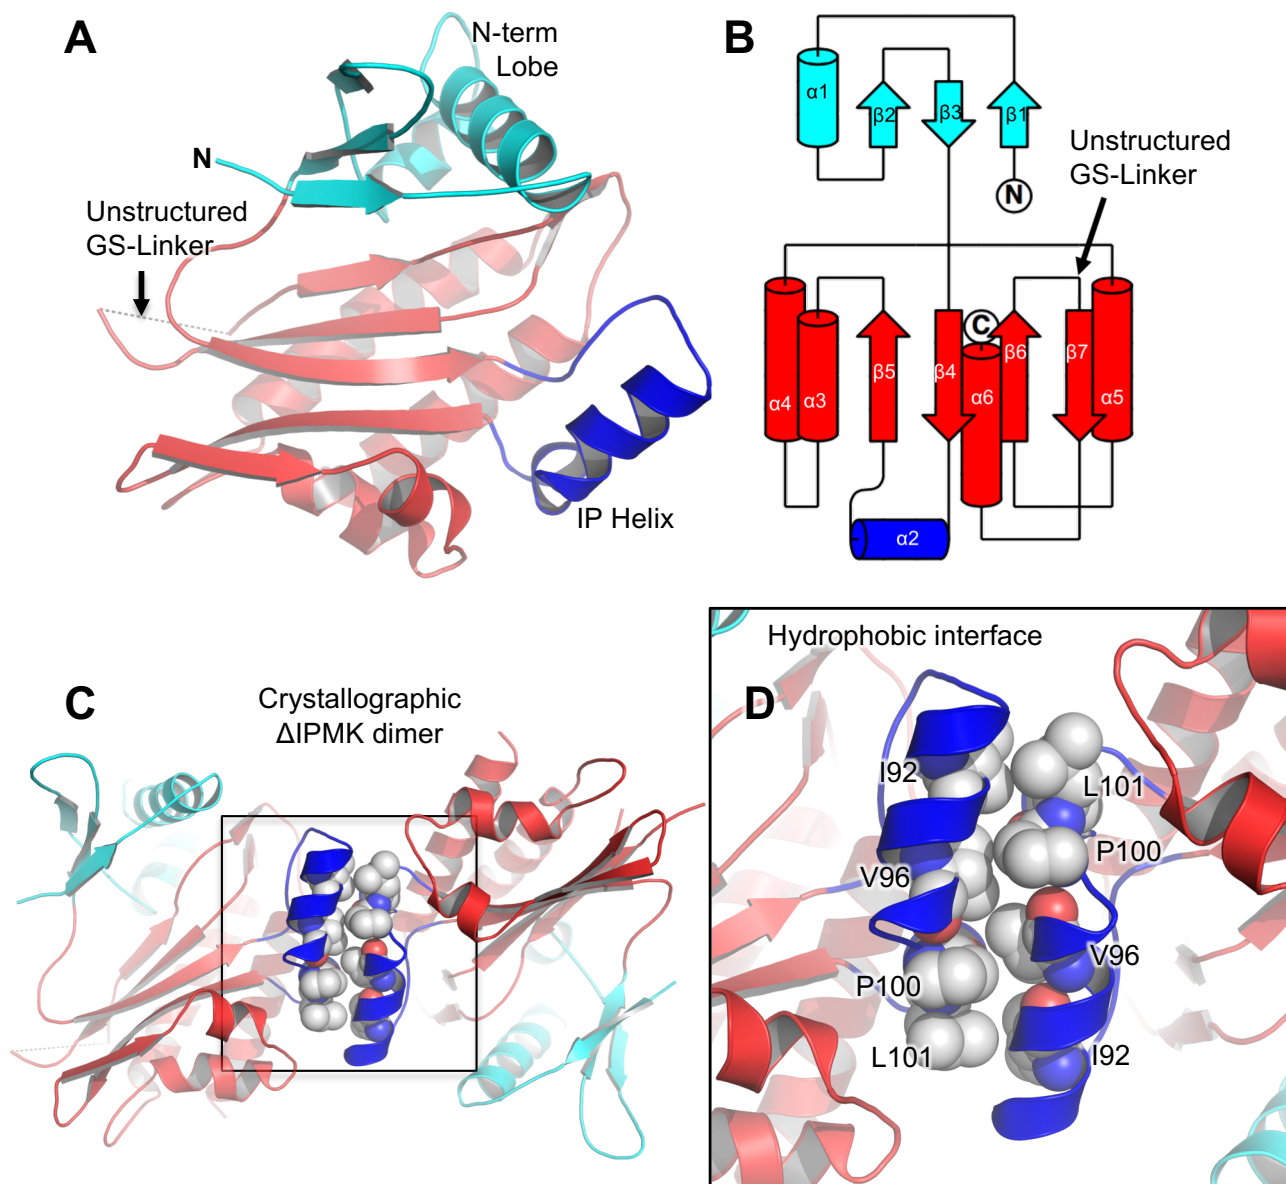 A
N-term
Lobe
N
Unstructured
GS-Linker
IP Helix
B
α1
β2
β3
β1
N
Unstructured
GS-Linker
C
β5
β4
β6
β7
α4
α3
α6
α5
α2
C
Crystallographic
ΔIPMK dimer
Hydrophobic interface
D
I92
L101
P100
V96
V96
P100
L101
I92